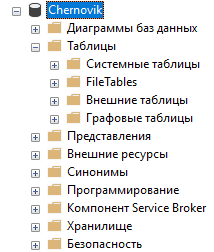 Chernovik
Диаграммы баз данных
Таблицы
Системные таблицы
FileTables
Внешние таблицы
Графовые таблицы
Представления
Внешние ресурсы
Синонимы
Программирование
Компонент Service Broker
Хранилище
Безопасность